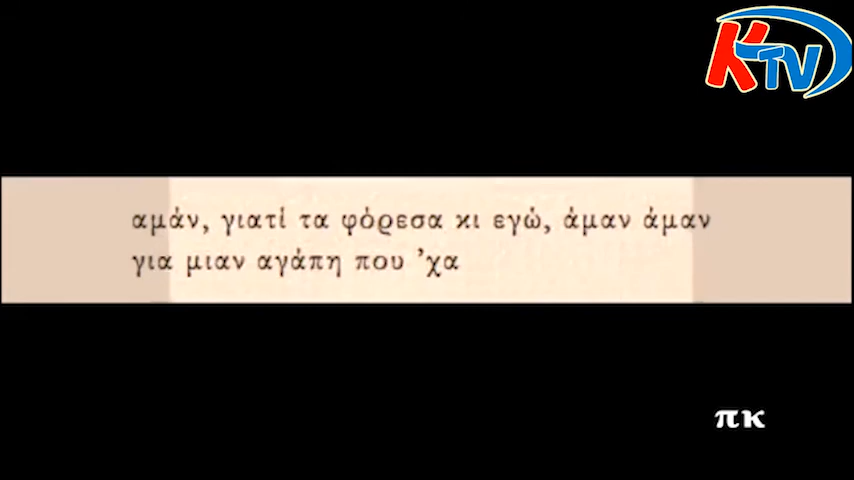 KTV
αμάν, γιατί τα φόρεσα κι εγώ, άμαν άμαν
για μιαν αγάπη που ’χα
πκ